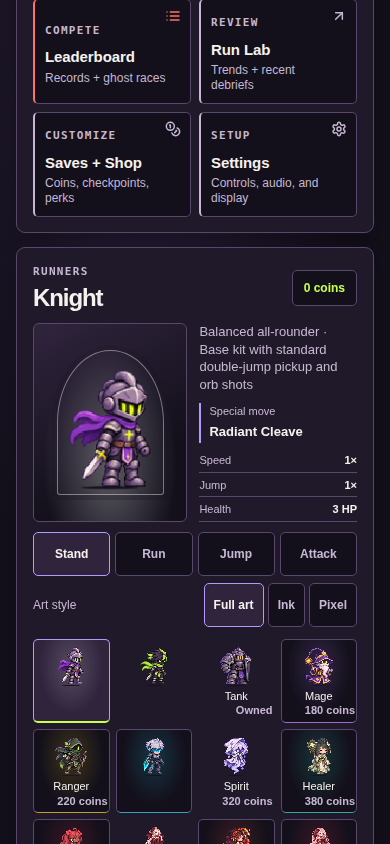 COMPETE
Leaderboard
Records + ghost races
REVIEW
Run Lab
Trends + recent
debriefs
CUSTOMIZE
Saves + Shop
Coins, checkpoints,
perks
SETUP
Settings
Controls, audio, and
display
RUNNERS
Knight
0 coins
Balanced all-rounder ·
Base kit with standard
double-jump pickup and
orb shots
Special move
Radiant Cleave
Speed 1×
Jump 1×
Health 3 HP
Stand Run Jump Attack
Art style Full art Ink Pixel
Tank
Owned
Mage
180 coins
Ranger
220 coins
Spirit
320 coins
Healer
380 coins